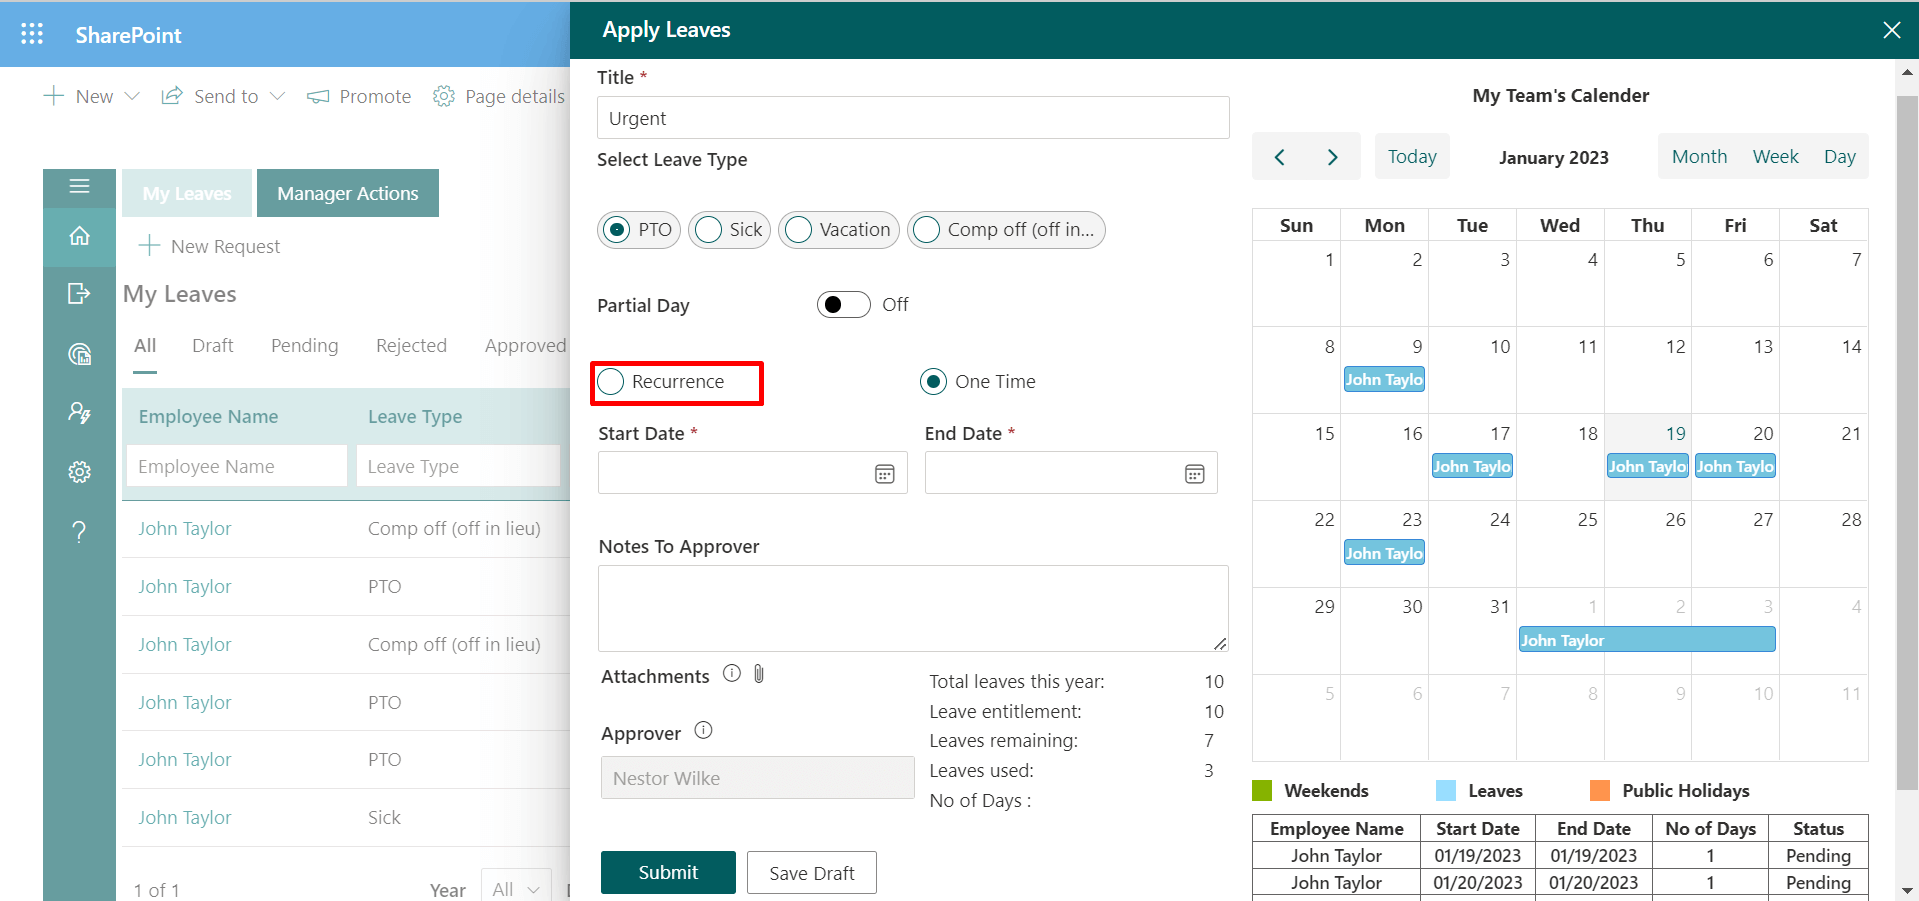 SharePoint
New
Send to
Promote
Page details
My Leaves
Manager Actions
New Request
My Leaves
All
Draft
Pending
Rejected
Approved
Employee Name
Leave Type
Employee Name
Leave Type
John Taylor
Comp off (off in lieu)
John Taylor
PTO
John Taylor
Comp off (off in lieu)
John Taylor
PTO
John Taylor
PTO
John Taylor
Sick
1 of 1
Year
All
Apply Leaves
Title *
Urgent
Select Leave Type
PTO
Sick
Vacation
Comp off (off in...
Partial Day
Off
Recurrence
One Time
Start Date *
End Date *
Notes To Approver
Attachments
Approver
Nestor Wilke
Total leaves this year: 10
Leave entitlement: 10
Leaves remaining: 7
Leaves used: 3
No of Days :
Submit
Save Draft
My Team's Calender
Today
January 2023
Month
Week
Day
Sun Mon Tue Wed Thu Fri Sat
1 2 3 4 5 6 7
8 9 10 11 12 13 14
John Taylo
15 16 17 18 19 20 21
John Taylo John Taylo John Taylo
22 23 24 25 26 27 28
John Taylo
29 30 31 1 2 3 4
John Taylor
5 6 7 8 9 10 11
Weekends
Leaves
Public Holidays
Employee Name Start Date End Date No of Days Status
John Taylor 01/19/2023 01/19/2023 1 Pending
John Taylor 01/20/2023 01/20/2023 1 Pending